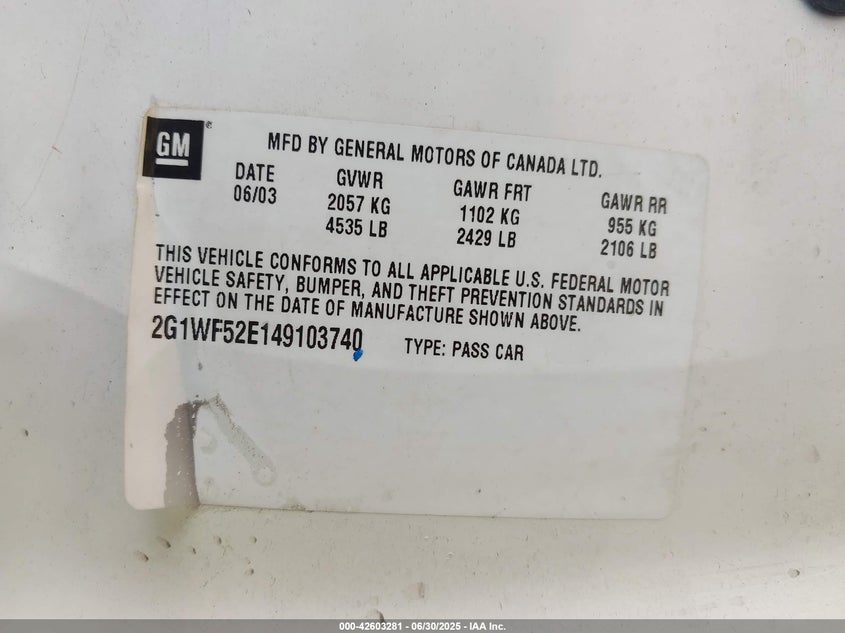 GM ®
MFD BY GENERAL MOTORS OF CANADA LTD.
DATE GVWR GAWR FRT GAWR RR
06/03 2057 KG 1102 KG 955 KG
4535 LB 2429 LB 2106 LB
THIS VEHICLE CONFORMS TO ALL APPLICABLE U.S. FEDERAL MOTOR
VEHICLE SAFETY, BUMPER, AND THEFT PREVENTION STANDARDS IN
EFFECT ON THE DATE OF MANUFACTURE SHOWN ABOVE.
2G1WF52E149103740 TYPE: PASS CAR
000-42603281 - 06/30/2025 - IAA Inc.